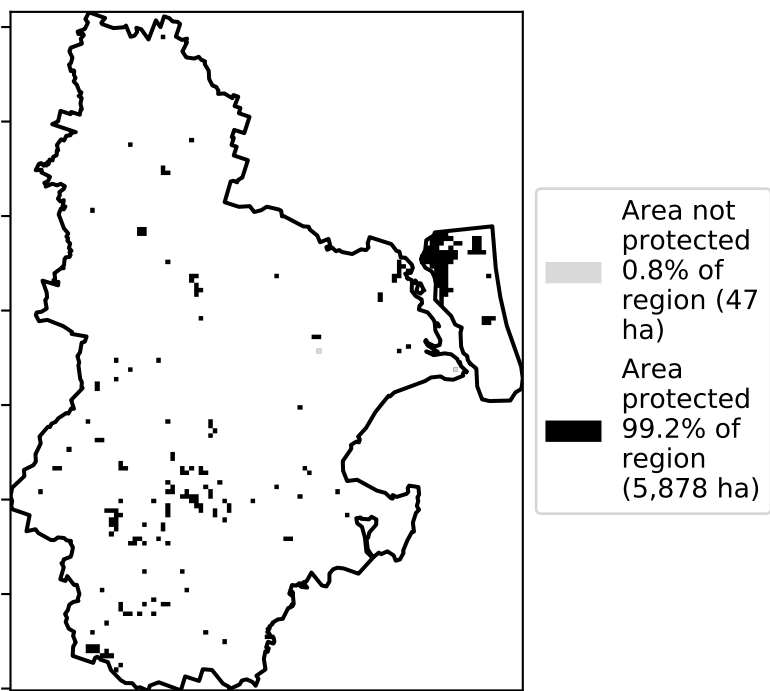 Area not
protected
0.8% of
region (47
ha)
Area
protected
99.2% of
region
(5,878 ha)